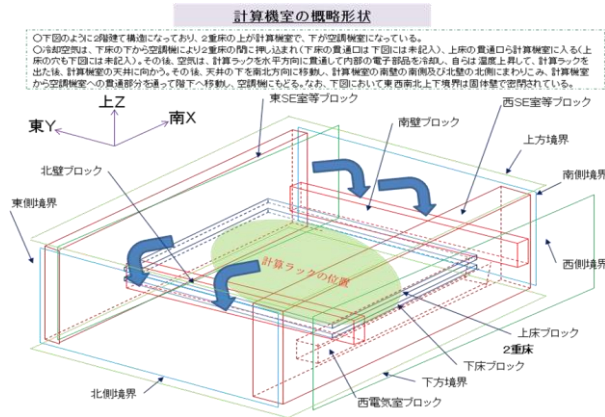 計算機室の概略形状
○下図のように2階建て構造になっており、2重床の上が計算機室で、下が空調機室になっている。
○冷却空気は、下床の下から空調機により2重床の間に押し込まれ(下床の貫通口は下図には未記入)、上床の貫通口ら計算機室に入る(上
床の穴も下図には未記入)。その後、空気は、計算ラックを水平方向に貫通して内部の電子部品を冷却し、自らは温度上昇して、計算ラックを
出た後、計算機室の天井に向かう。その後、天井の下を南北方向に移動し、計算機室の南壁の南側及び北壁の北側にまわりこみ、計算機室
から空調機室への貫通部分を通って階下へ移動し、空調機にもどる。なお、下図において東西南北上下境界は固体壁で密閉されている。
上Z
東Y
南X
東SE室等ブロック
西SE室等ブロック
南壁ブロック
上方境界
北壁ブロック
南側境界
東側境界
西側境界
計算ラックの位置
上床ブロック
2重床
下床ブロック
下方境界
北側境界
西電気室ブロック